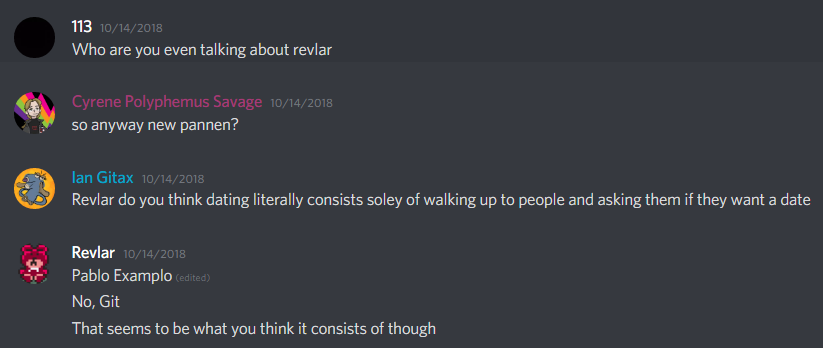 113 10/14/2018
Who are you even talking about revlar
Cyrene Polyphemus Savage 10/14/2018
so anyway new pannen?
Ian Gitax 10/14/2018
Revlar do you think dating literally consists soley of walking up to people and asking them if they want a date
Revlar 10/14/2018
Pablo Examplo (edited)
No, Git
That seems to be what you think it consists of though